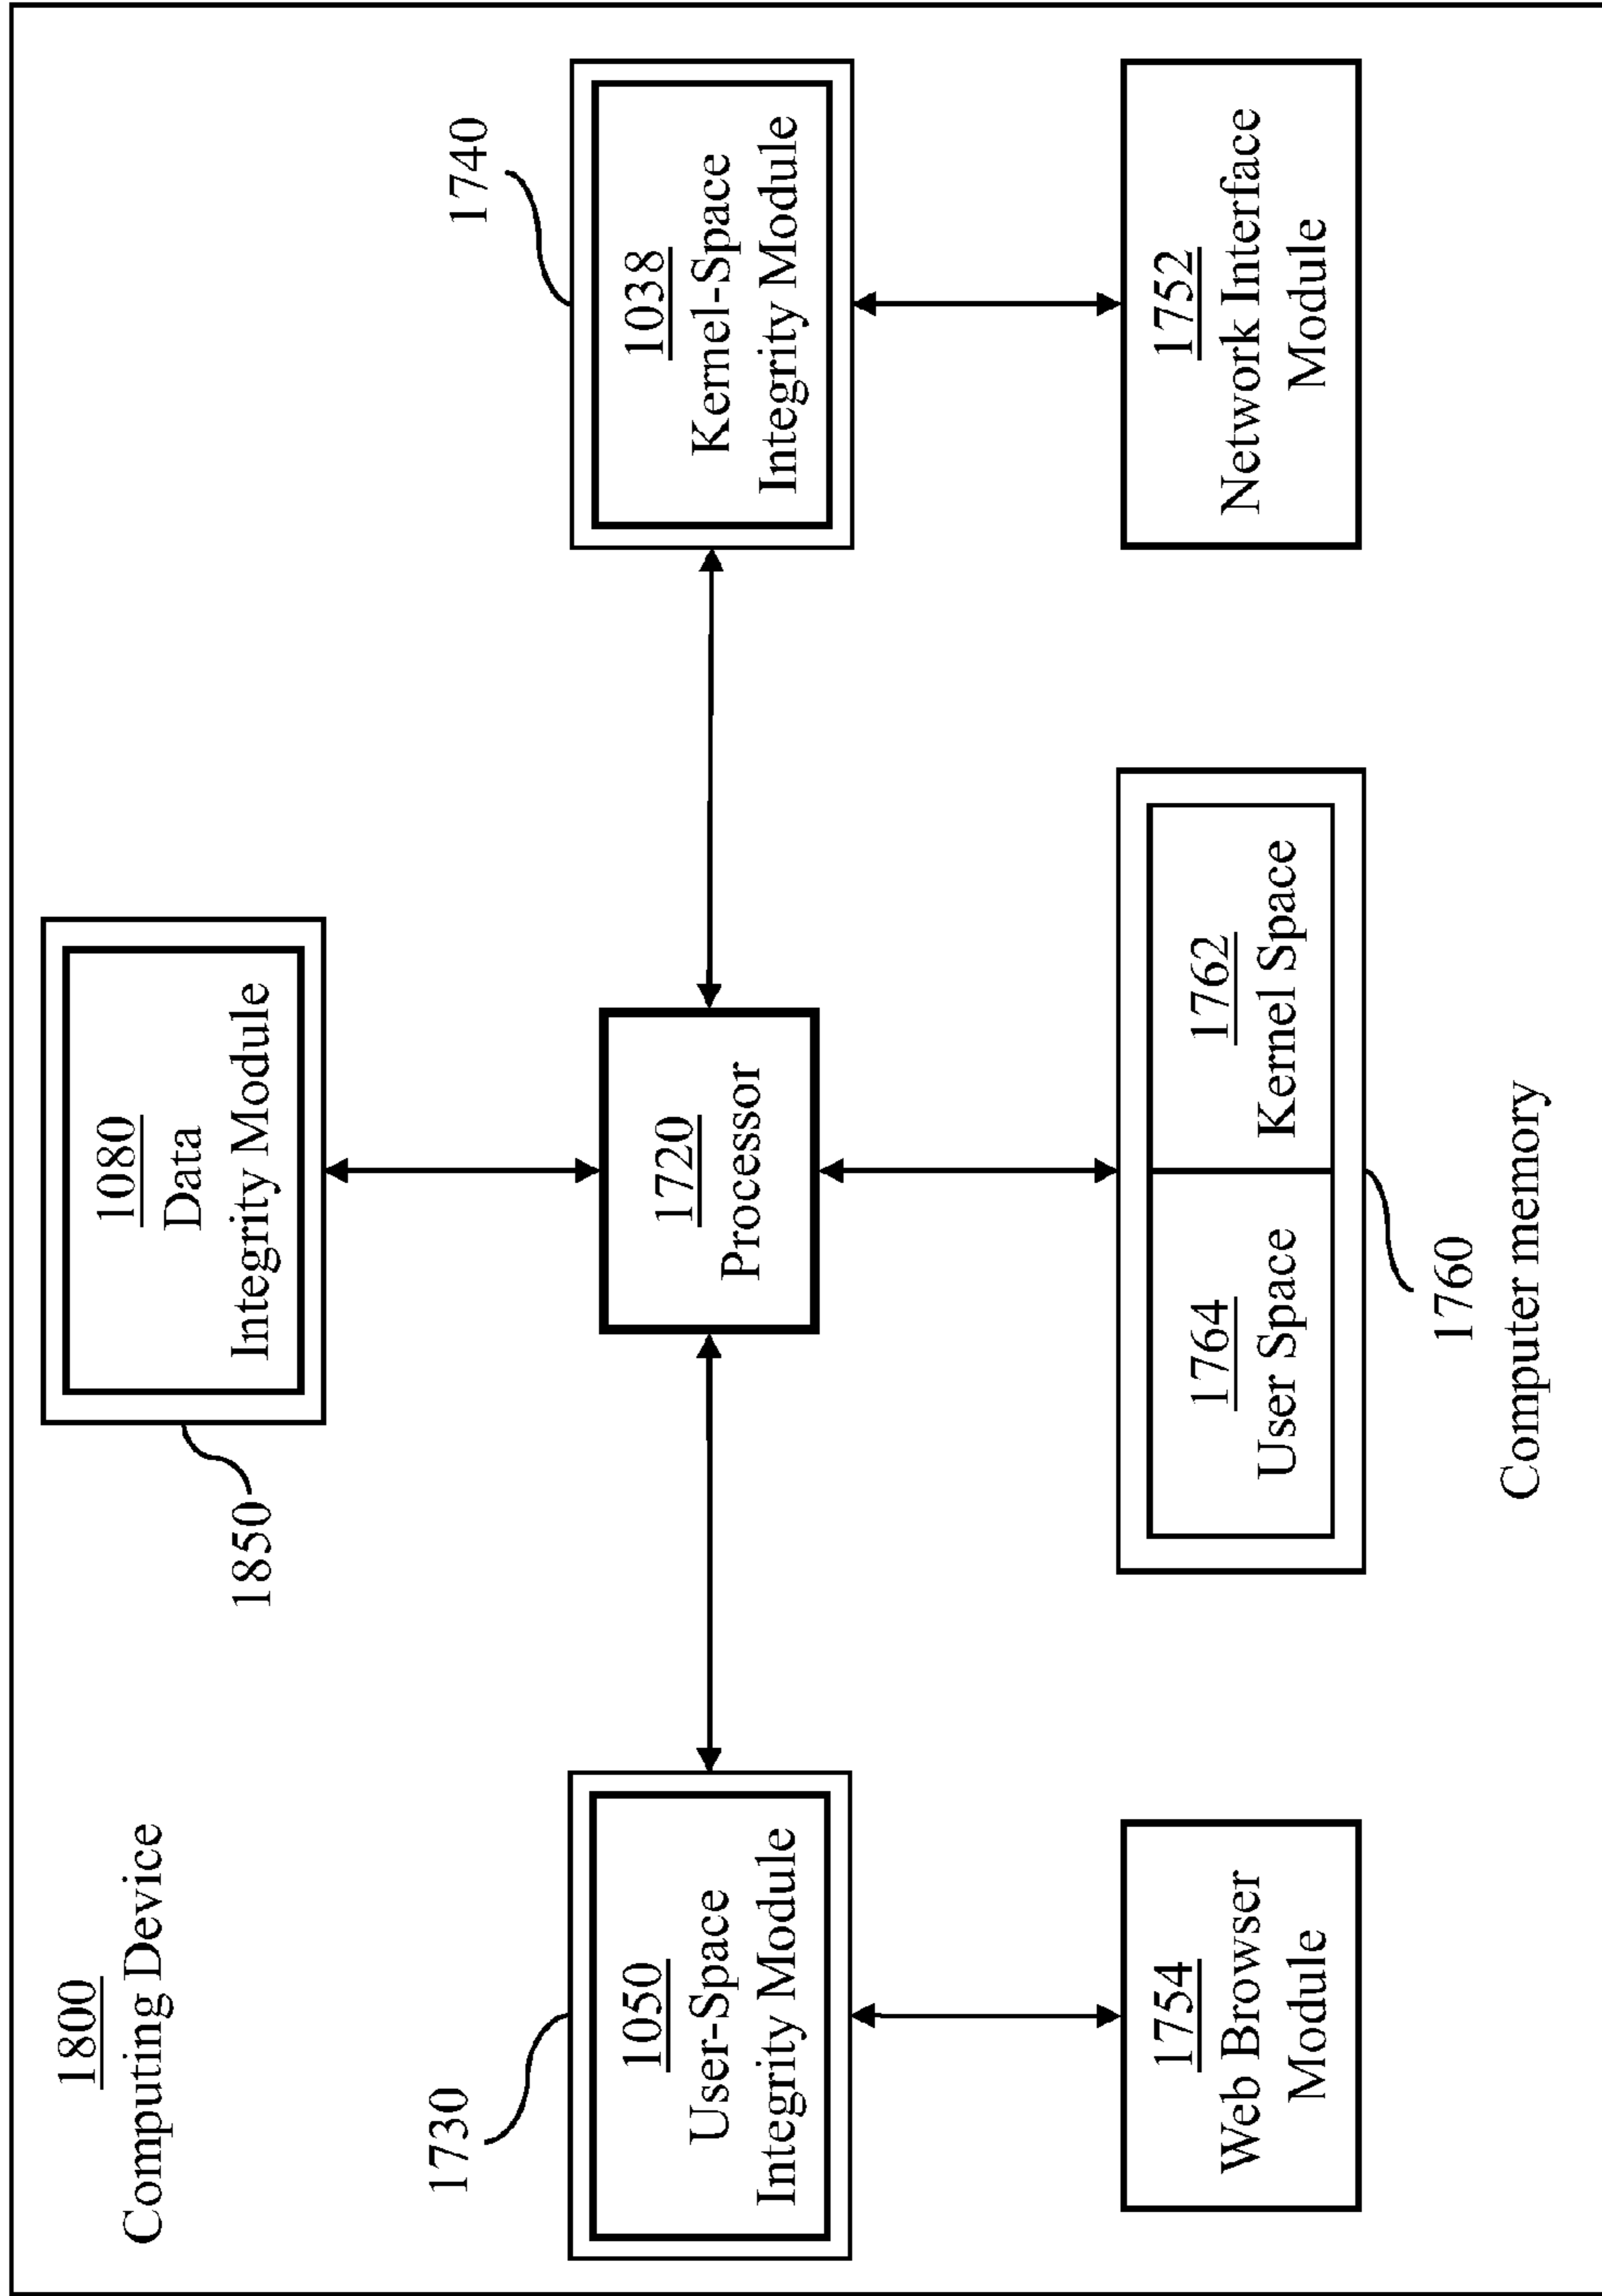 1800
Computing Device
1850
1080
Data
Integrity Module
1730
1050
User-Space
Integrity Module
1720
Processor
1740
1038
Kernel-Space
Integrity Module
1754
Web Browser
Module
1764
User Space
1762
Kernel Space
1760
Computer memory
1752
Network Interface
Module